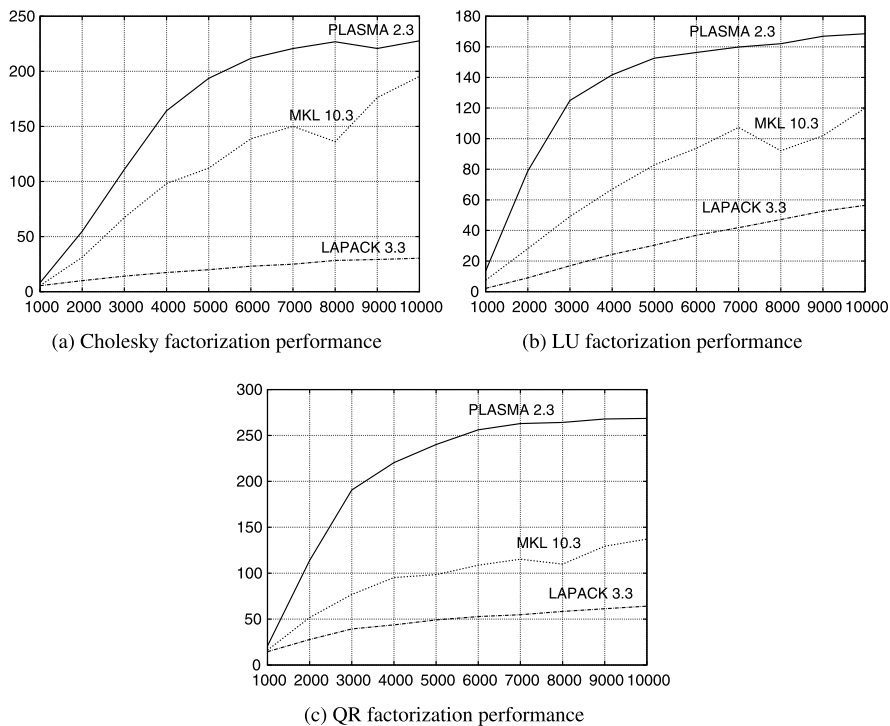 250
200
150
100
50
0
PLASMA 2.3
MKL 10.3
LAPACK 3.3
1000 2000 3000 4000 5000 6000 7000 8000 9000 10000
(a) Cholesky factorization performance
180
160
140
120
100
80
60
40
20
0
PLASMA 2.3
MKL 10.3
LAPACK 3.3
1000 2000 3000 4000 5000 6000 7000 8000 9000 10000
(b) LU factorization performance
300
250
200
150
100
50
0
PLASMA 2.3
MKL 10.3
LAPACK 3.3
1000 2000 3000 4000 5000 6000 7000 8000 9000 10000
(c) QR factorization performance